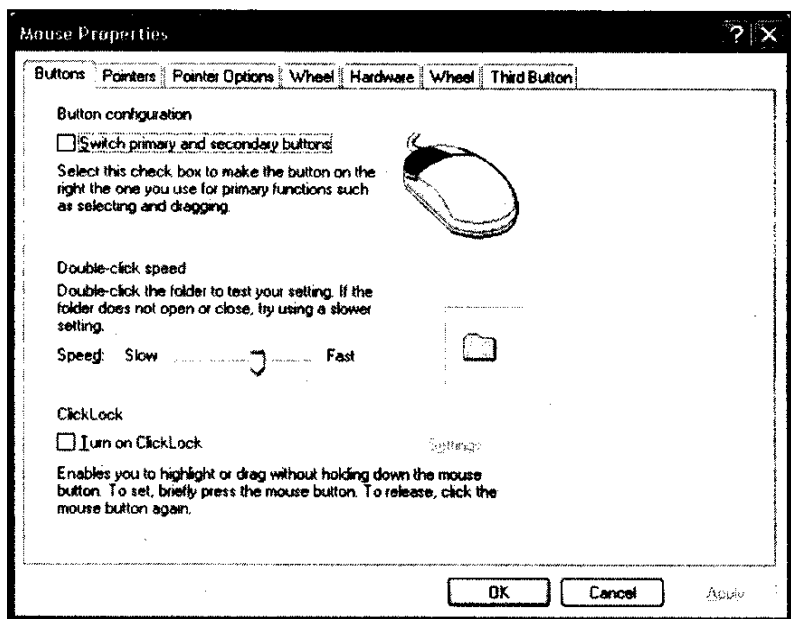 Mouse Properties
Buttons Pointers Pointer Options Wheel Hardware Wheel Third Button
Button configuration
Switch primary and secondary buttons
Select this check box to make the button on the
right the one you use for primary functions such
as selecting and dragging.
Double-click speed
Double-click the folder to test your setting. If the
folder does not open or close, try using a slower
setting.
Speed: Slow Fast
ClickLock
Turn on ClickLock Settings
Enables you to highlight or drag without holding down the mouse
button. To set, briefly press the mouse button. To release, click the
mouse button again.
OK Cancel Apply